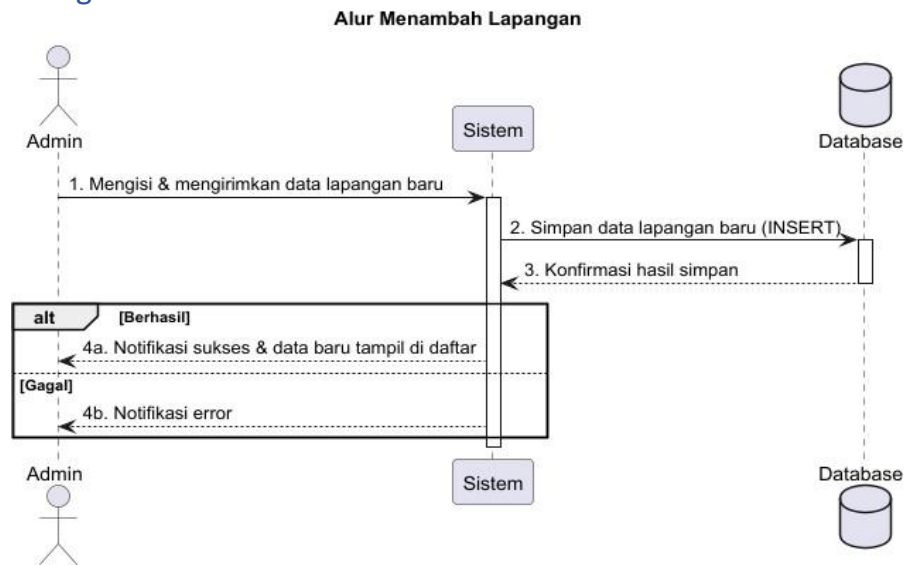 Alur Menambah Lapangan
Admin
Sistem
Database
1. Mengisi & mengirimkan data lapangan baru
2. Simpan data lapangan baru (INSERT)
3. Konfirmasi hasil simpan
alt [Berhasil]
4a. Notifikasi sukses & data baru tampil di daftar
[Gagal]
4b. Notifikasi error
Admin
Sistem
Database